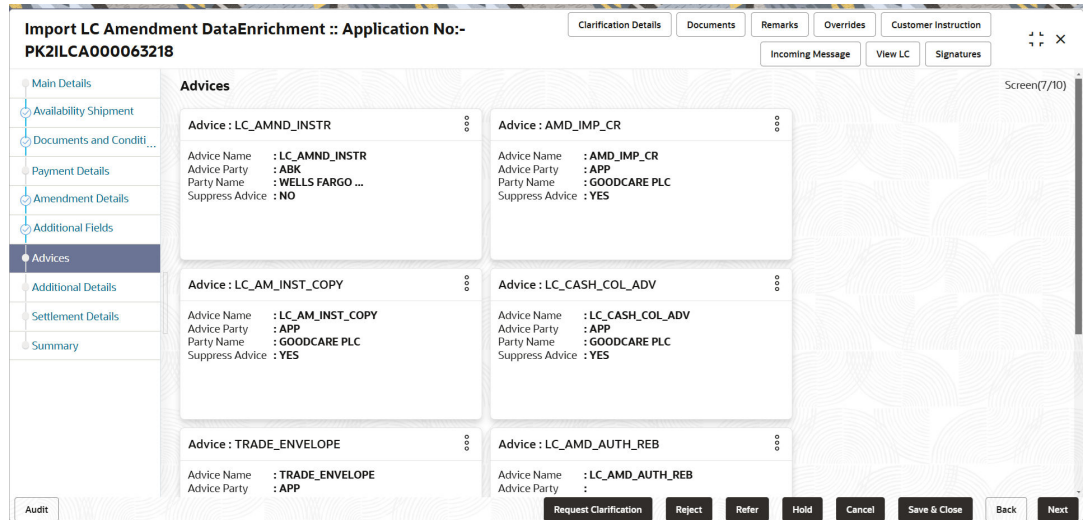 Import LC Amendment DataEnrichment :: Application No:-
PK2ILCA000063218
Clarification Details
Documents
Remarks
Overrides
Customer Instruction
Incoming Message
View LC
Signatures
Main Details
Availability Shipment
Documents and Conditi...
Payment Details
Amendment Details
Additional Fields
Advices
Additional Details
Settlement Details
Summary
Advices
Screen(7/10)
Advice : LC_AMND_INSTR
Advice Name : LC_AMND_INSTR
Advice Party : ABK
Party Name : WELLS FARGO ...
Suppress Advice : NO
Advice : AMD_IMP_CR
Advice Name : AMD_IMP_CR
Advice Party : APP
Party Name : GOODCARE PLC
Suppress Advice : YES
Advice : LC_AM_INST_COPY
Advice Name : LC_AM_INST_COPY
Advice Party : APP
Party Name : GOODCARE PLC
Suppress Advice : YES
Advice : LC_CASH_COL_ADV
Advice Name : LC_CASH_COL_ADV
Advice Party : APP
Party Name : GOODCARE PLC
Suppress Advice : YES
Advice : TRADE_ENVELOPE
Advice Name : TRADE_ENVELOPE
Advice Party : APP
Advice : LC_AMD_AUTH_REB
Advice Name : LC_AMD_AUTH_REB
Advice Party :
Audit
Request Clarification
Reject
Refer
Hold
Cancel
Save & Close
Back
Next